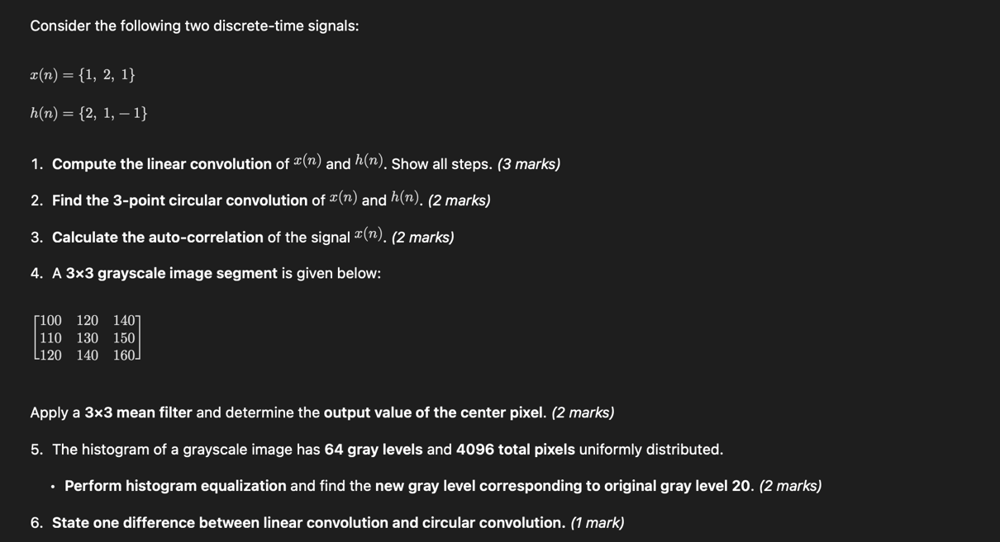 Consider the following two discrete-time signals:
x(n) = {1, 2, 1}
h(n) = {2, 1, − 1}
1. Compute the linear convolution of x(n) and h(n). Show all steps. (3 marks)
2. Find the 3-point circular convolution of x(n) and h(n). (2 marks)
3. Calculate the auto-correlation of the signal x(n). (2 marks)
4. A 3×3 grayscale image segment is given below:
100 120 140
110 130 150
120 140 160
Apply a 3×3 mean filter and determine the output value of the center pixel. (2 marks)
5. The histogram of a grayscale image has 64 gray levels and 4096 total pixels uniformly distributed.
• Perform histogram equalization and find the new gray level corresponding to original gray level 20. (2 marks)
6. State one difference between linear convolution and circular convolution. (1 mark)